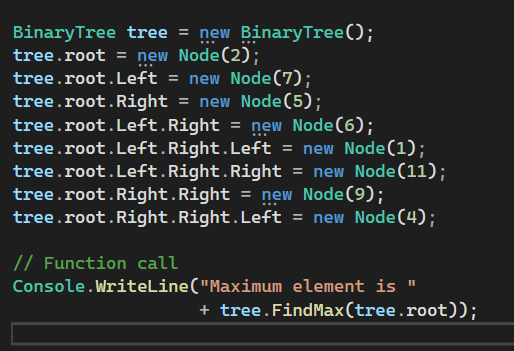 BinaryTree tree = new BinaryTree();
tree.root = new Node(2);
tree.root.Left = new Node(7);
tree.root.Right = new Node(5);
tree.root.Left.Right = new Node(6);
tree.root.Left.Right.Left = new Node(1);
tree.root.Left.Right.Right = new Node(11);
tree.root.Right.Right = new Node(9);
tree.root.Right.Right.Left = new Node(4);
// Function call
Console.WriteLine("Maximum element is "
+ tree.FindMax(tree.root));